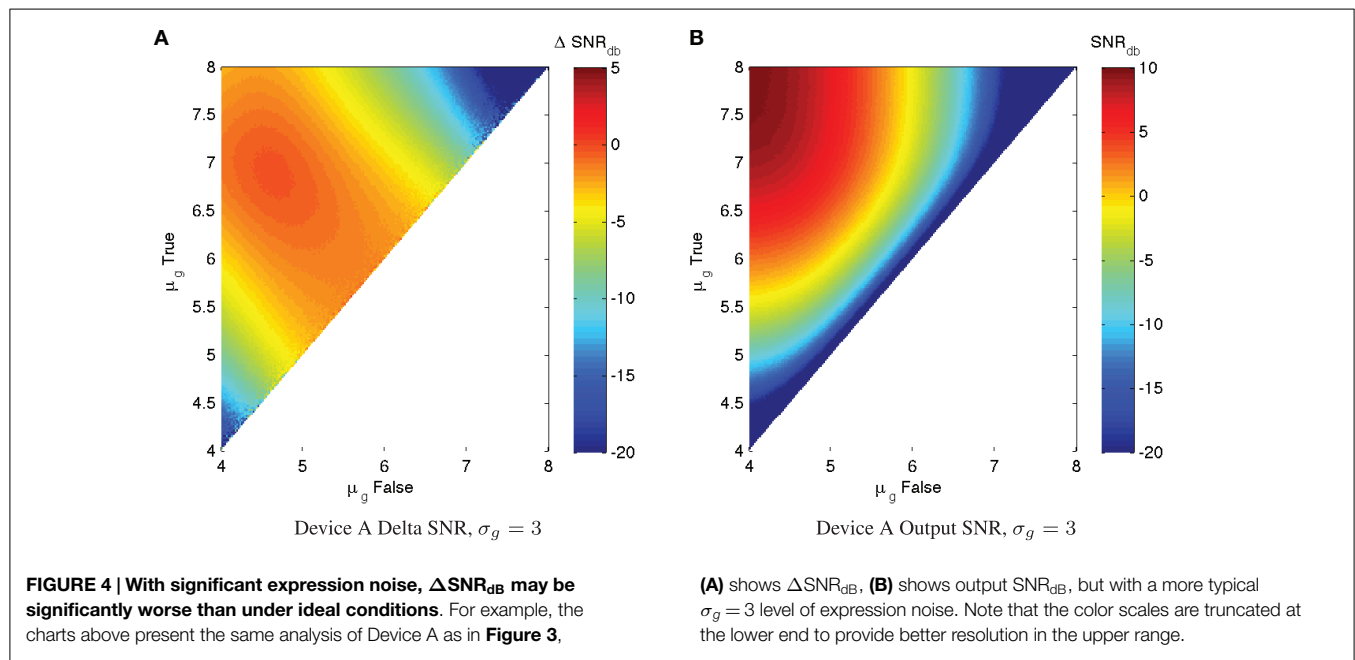 A
Δ SNR_db
8
7.5
7
6.5
6
5.5
5
4.5
4
μ_g True
4 5 6 7 8
μ_g False
5
0
-5
-10
-15
-20
Device A Delta SNR, σ_g = 3
B
SNR_db
8
7.5
7
6.5
6
5.5
5
4.5
4
μ_g True
4 5 6 7 8
μ_g False
10
5
0
-5
-10
-15
-20
Device A Output SNR, σ_g = 3
FIGURE 4 | With significant expression noise, ΔSNR_dB may be
significantly worse than under ideal conditions. For example, the
charts above present the same analysis of Device A as in Figure 3,
(A) shows ΔSNR_dB, (B) shows output SNR_dB, but with a more typical
σ_g = 3 level of expression noise. Note that the color scales are truncated at
the lower end to provide better resolution in the upper range.